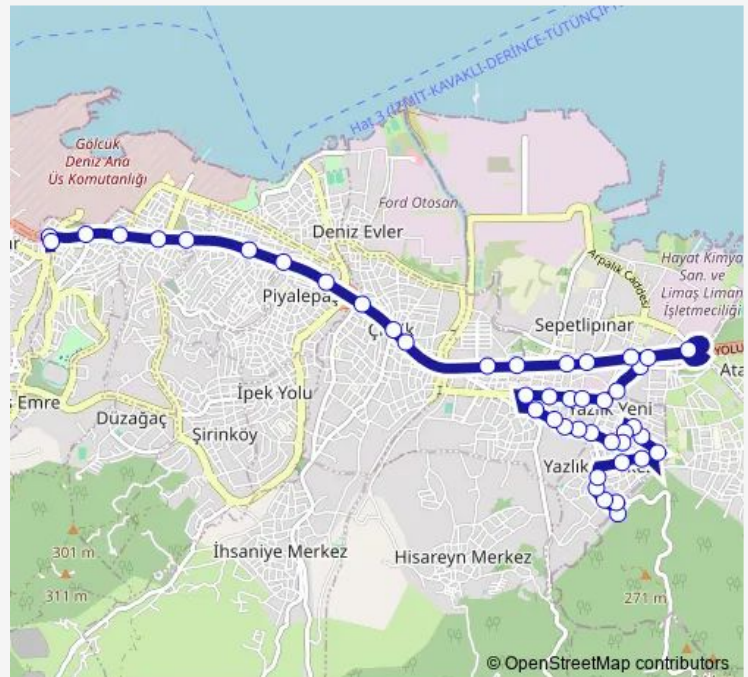 Hat 3 (İZMİT-KAVAKLI-DERİNCE-TÜTÜNÇİF
Gölcük
Deniz Ana
Üs Komutanlığı
Ford Otosan
Deniz Evler
Hayat Kimya
San. ve
Limaş Liman
İşletmeciliği
Arpalık Caddesi
Piyalepaş
Sepetlipınar
YOLU
Ata
İpek Yolu
Emre
Düzağaç
Şirinköy
Yazlık Yeni
Yazlık
İhsaniye Merkez
Hisareyn Merkez
301 m
311 m
271 m
© OpenStreetMap contributors